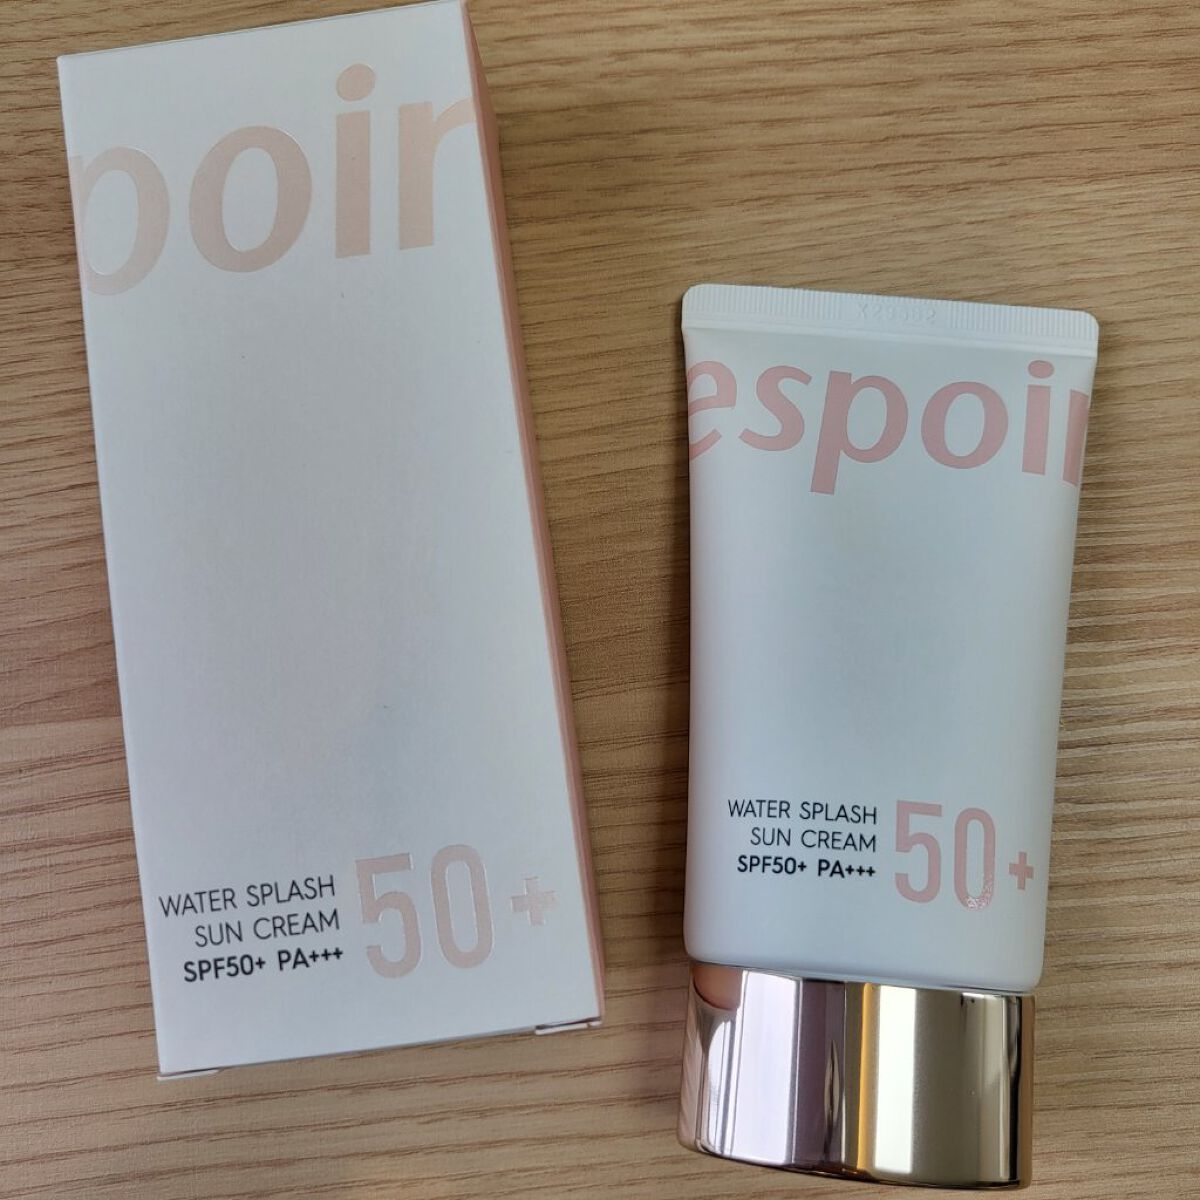 poir
WATER SPLASH
SUN CREAM
SPF50+ PA+++
50+
espoir
WATER SPLASH
SUN CREAM
SPF50+ PA+++
50+